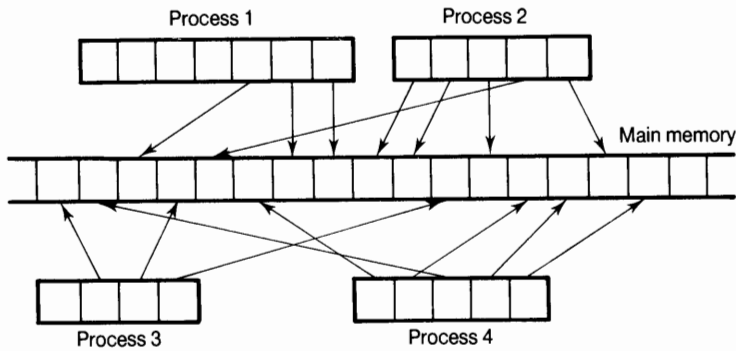 Process 1
Process 2
Main memory
Process 3
Process 4